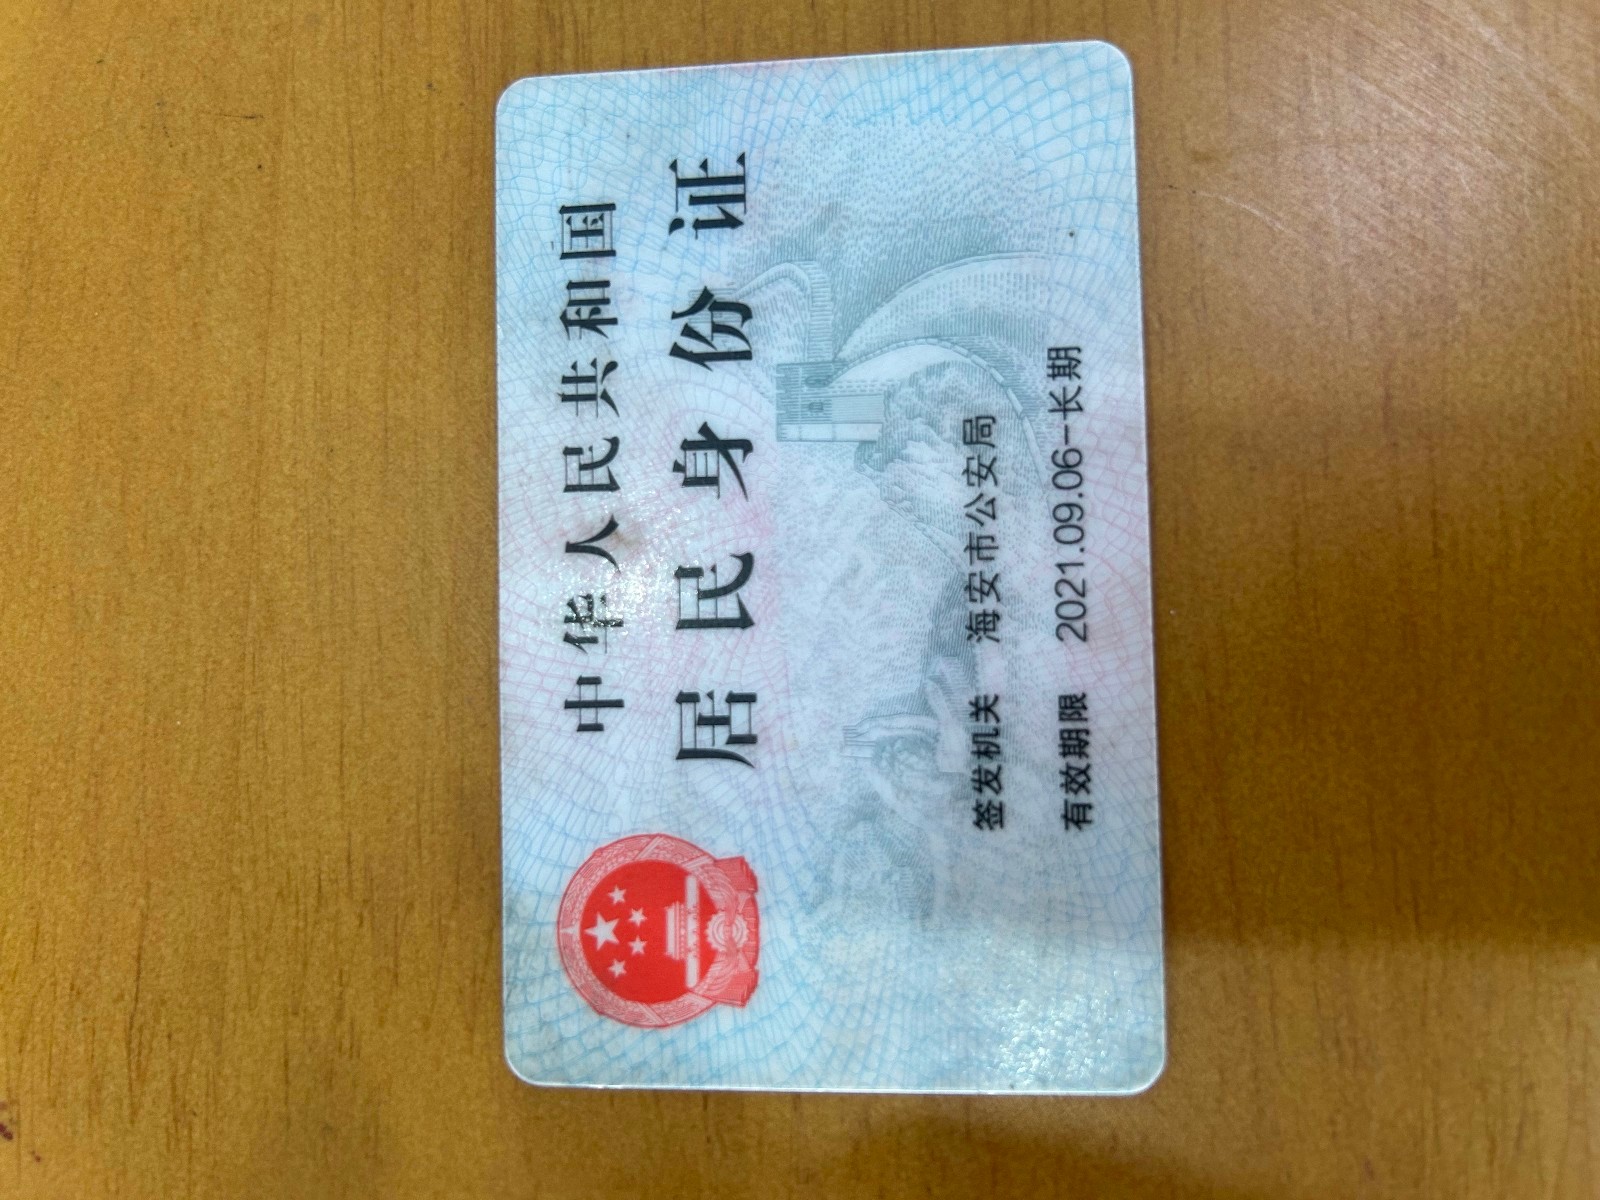 中华人民共和国
居民身份证
签发机关 海安市公安局
有效期限 2021.09.06-长期